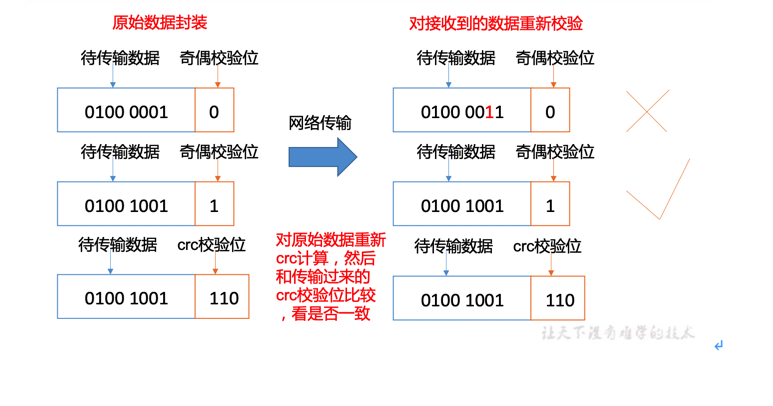 原始数据封装
对接收到的数据重新校验
待传输数据 奇偶校验位
待传输数据 奇偶校验位
0100 0001 0
0100 0011 0
网络传输
待传输数据 奇偶校验位
待传输数据 奇偶校验位
0100 1001 1
0100 1001 1
待传输数据 crc校验位
对原始数据重新
crc计算，然后
和传输过来的
crc校验位比较
，看是否一致
待传输数据 crc校验位
0100 1001 110
0100 1001 110
让天下没有难学的技术